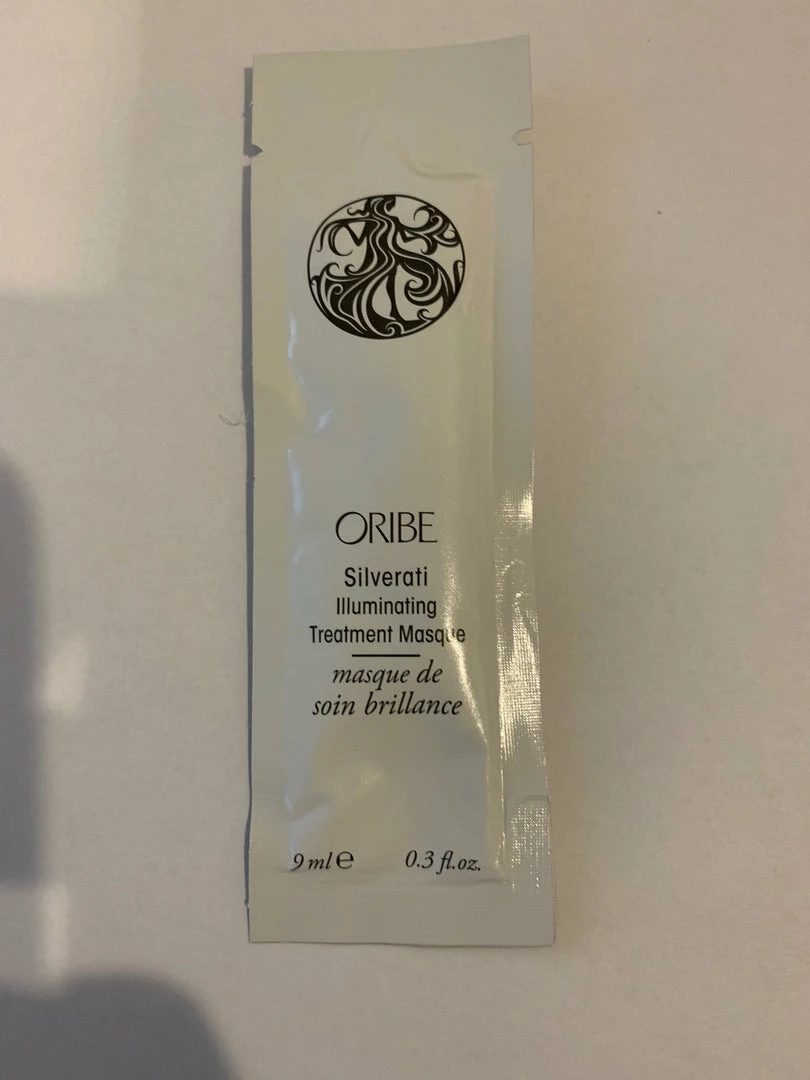 ORIBE
Silverati
Illuminating
Treatment Masque
masque de
soin brillance
9 ml e 0.3 fl.oz.